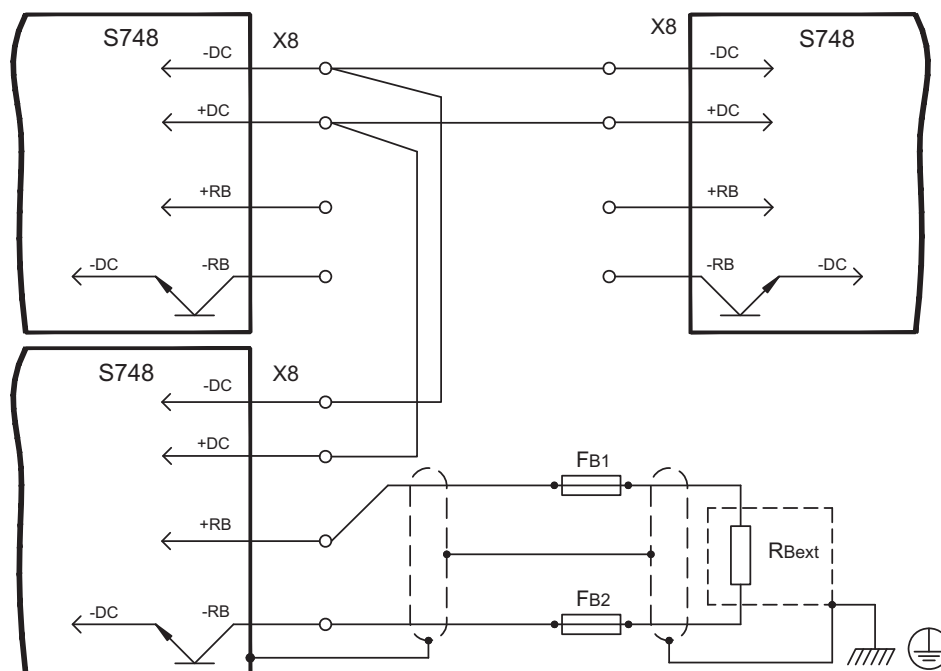 S748 X8 X8 S748
-DC -DC
+DC +DC
+RB +RB
-DC -RB -RB -DC
S748 X8
-DC
+DC
FB1
+RB
RBext
FB2
-DC -RB